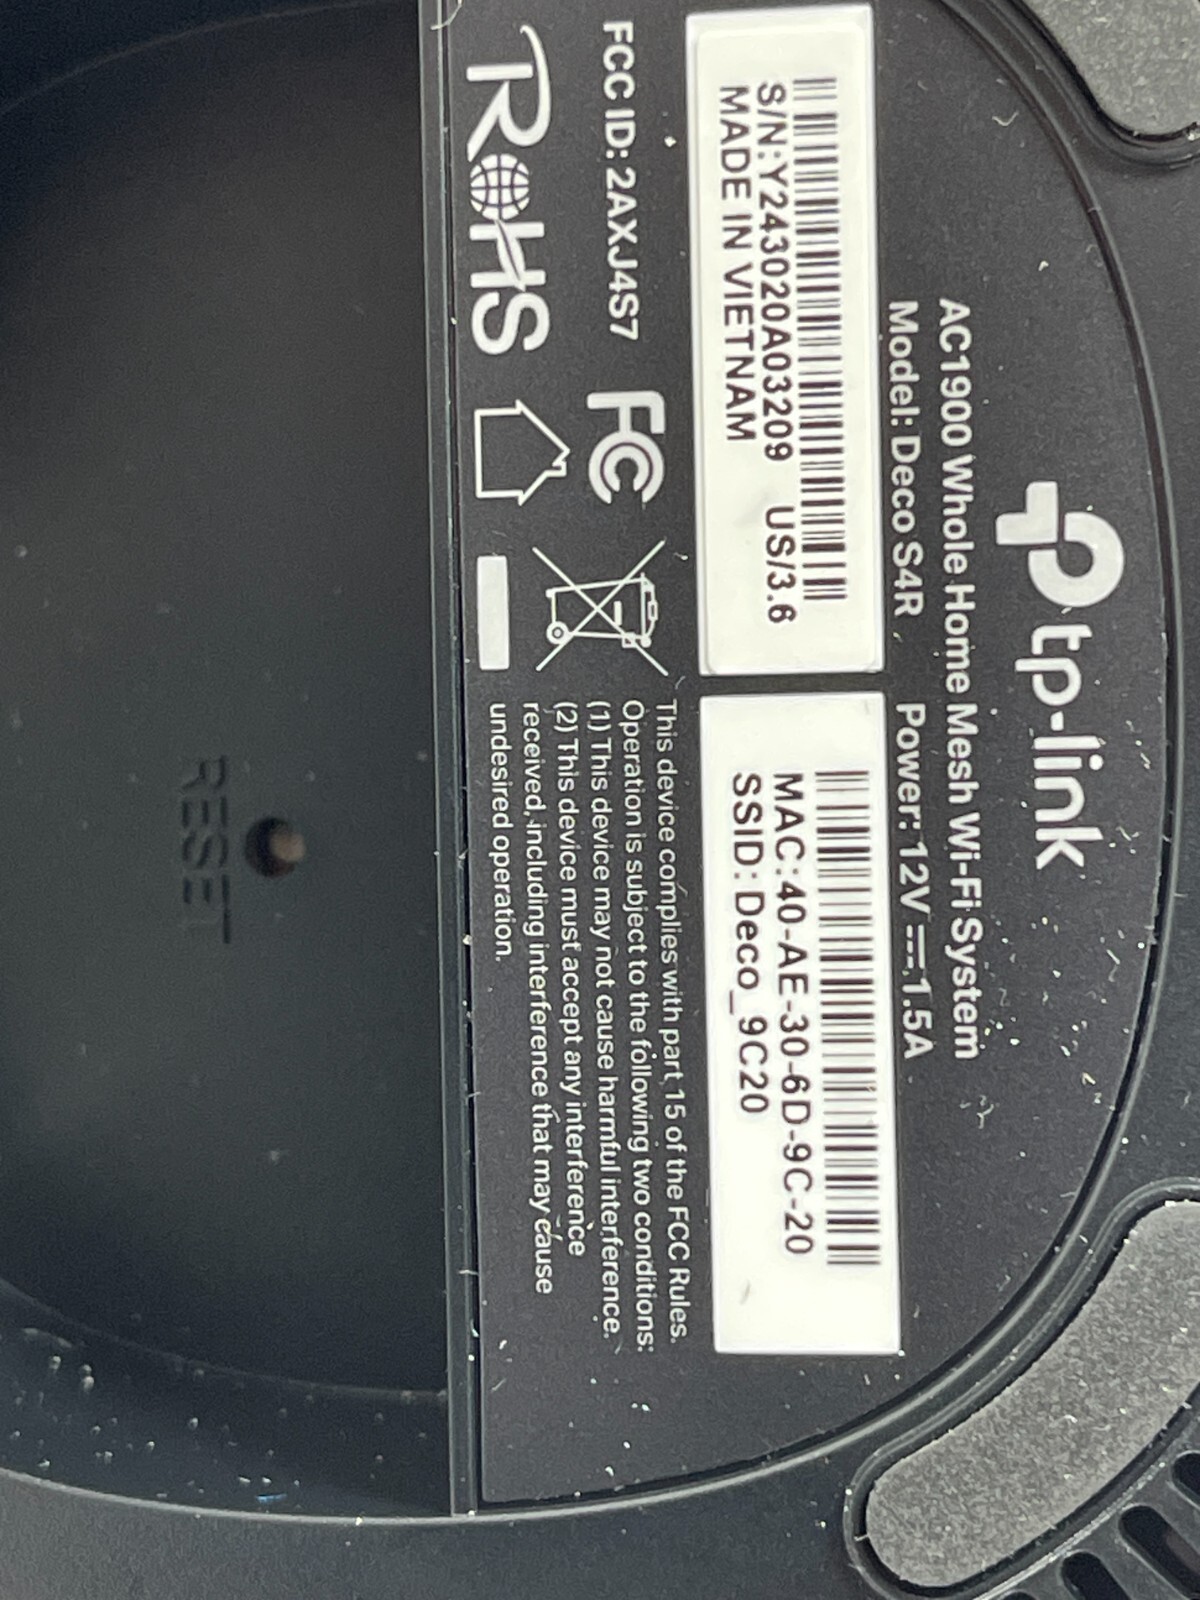 tp-link
AC1900 Whole Home Mesh Wi-Fi System
Model: Deco S4R Power: 12V 1.5A
S/N:Y243020A03209 US/3.6
MADE IN VIETNAM
MAC:40-AE-30-6D-9C-20
SSID: Deco_9C20
FCC ID: 2AXJ4S7
FC
RoHS
This device complies with part 15 of the FCC Rules.
Operation is subject to the following two conditions:
(1) This device may not cause harmful interference.
(2) This device must accept any interference
received, including interference that may cause
undesired operation.
RESET